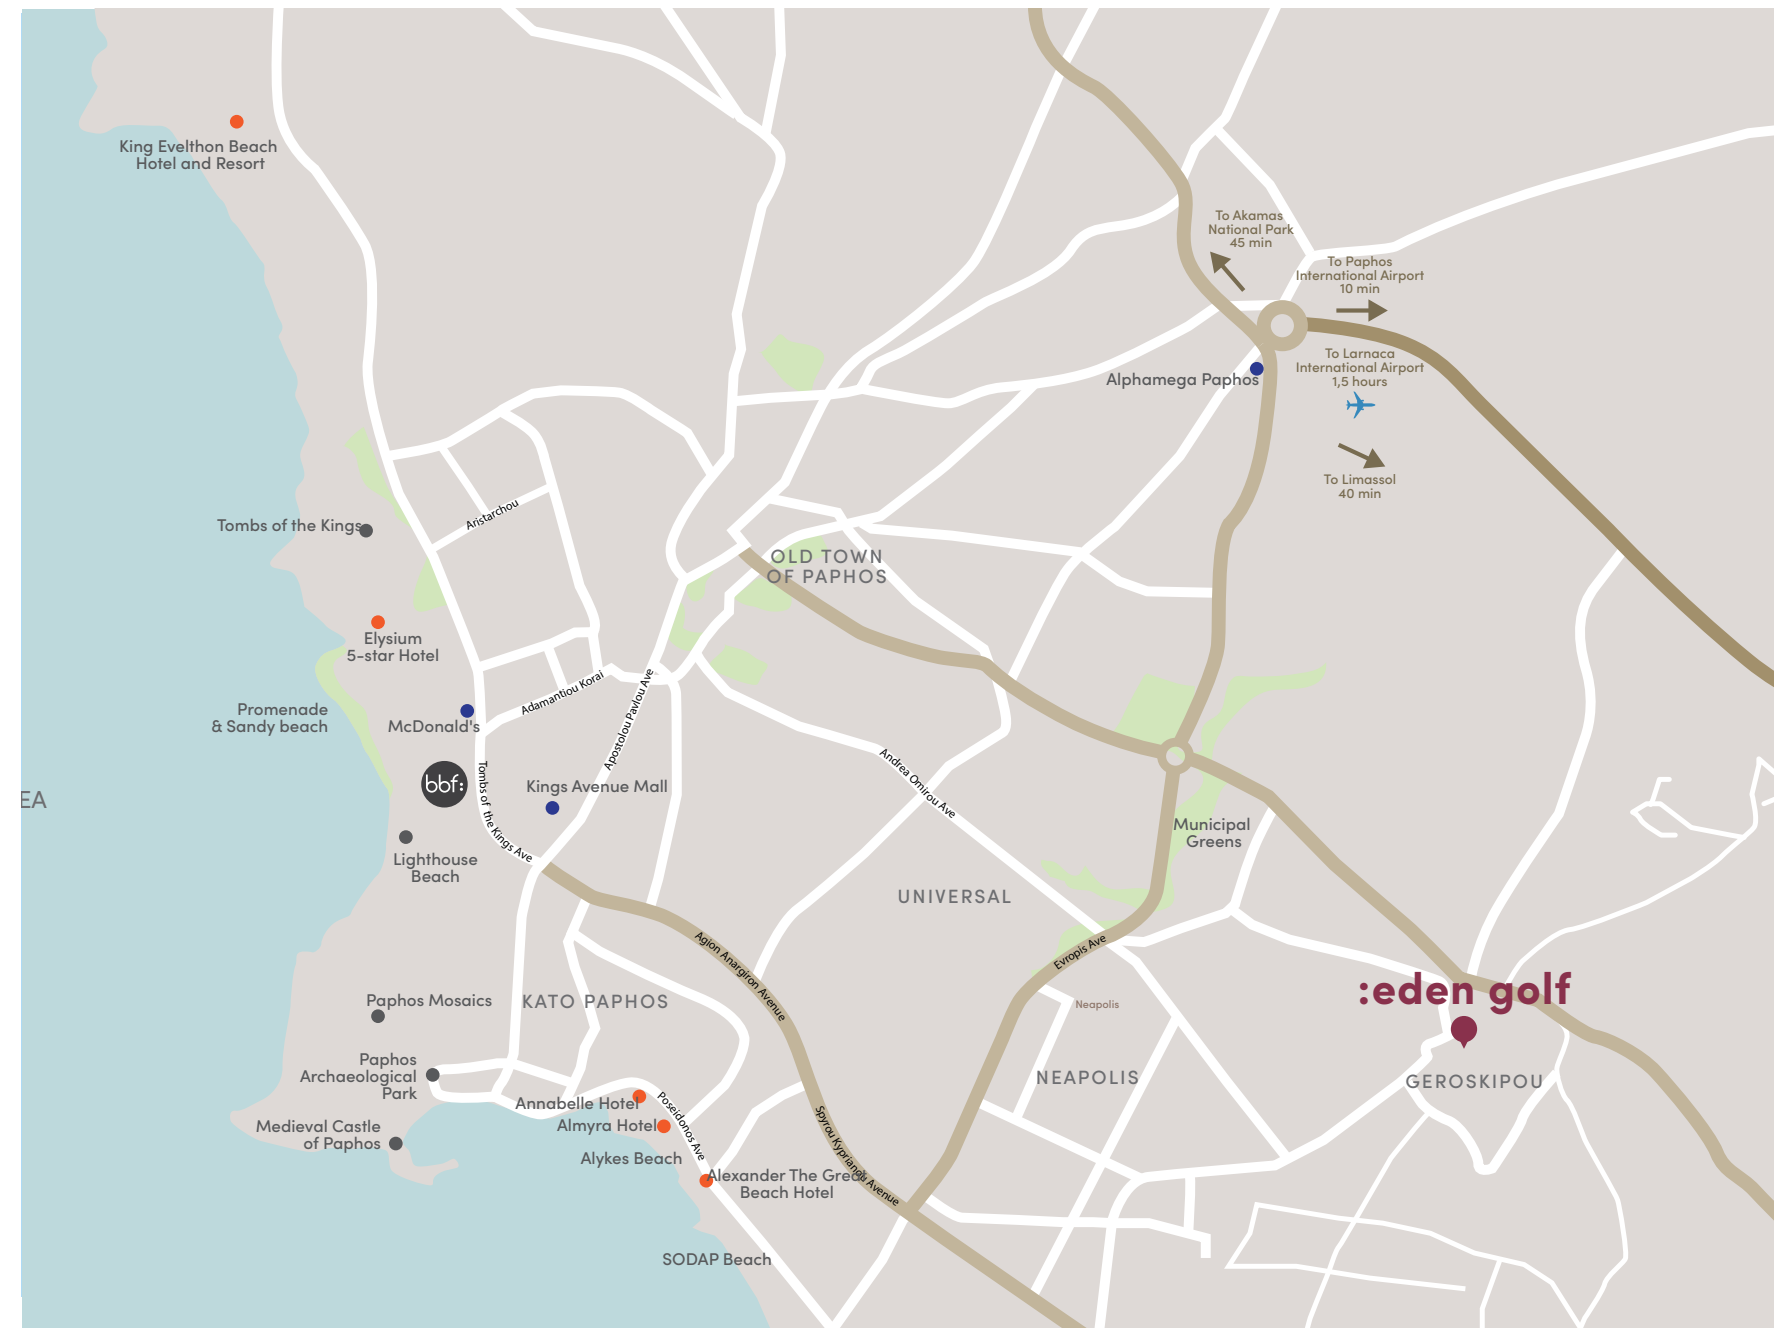 King Evelthon Beach
Hotel and Resort
To Akamas
National Park
45 min
To Paphos
International Airport
10 min
To Larnaca
International Airport
1,5 hours
Alphamega Paphos
To Limassol
40 min
Aristarchou
Tombs of the Kings
OLD TOWN
OF PAPHOS
Elysium
5-star Hotel
Adamantiou Korai
Apostolou Pavlou Ave
Promenade
& Sandy beach
McDonald's
bbf:
Tombs of the Kings Ave
Kings Avenue Mall
Andrea Omirou Ave
EA
Municipal
Greens
Lighthouse
Beach
UNIVERSAL
Agion Anargiron Avenue
Evropis Ave
:eden golf
Paphos Mosaics
KATO PAPHOS
Neapolis
Paphos
Archaeological
Park
NEAPOLIS
GEROSKIPOU
Annabelle Hotel
Poseidonos Ave
Almyra Hotel
Medieval Castle
of Paphos
Alykes Beach
Spyrou Kyprianou Avenue
Alexander The Great
Beach Hotel
SODAP Beach